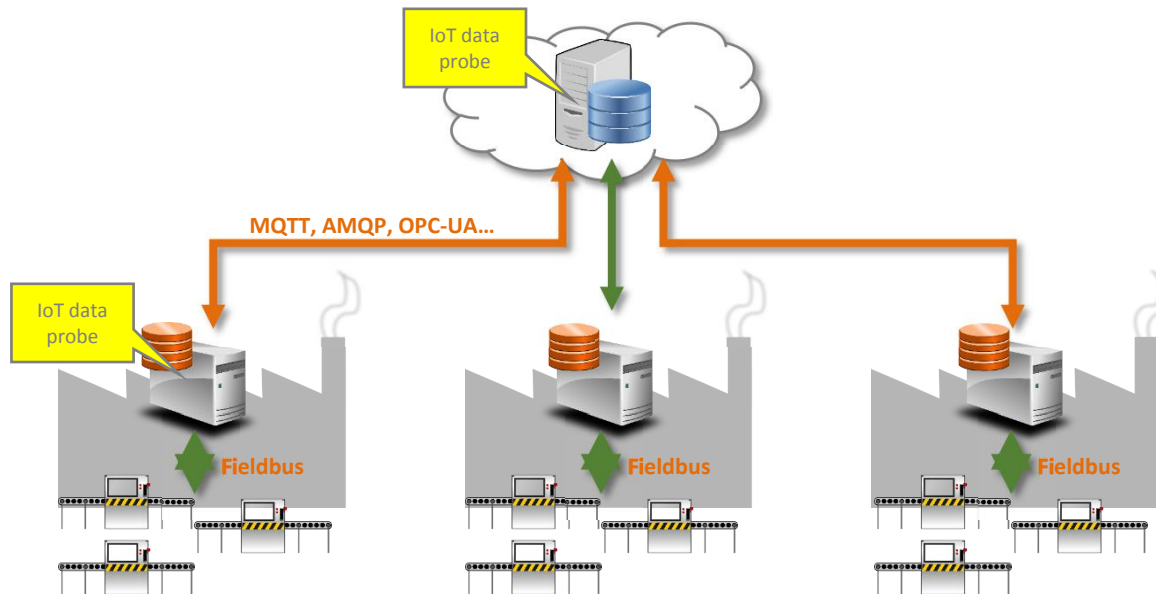 IoT data
probe
MQTT, AMQP, OPC-UA...
IoT data
probe
Fieldbus
Fieldbus
Fieldbus